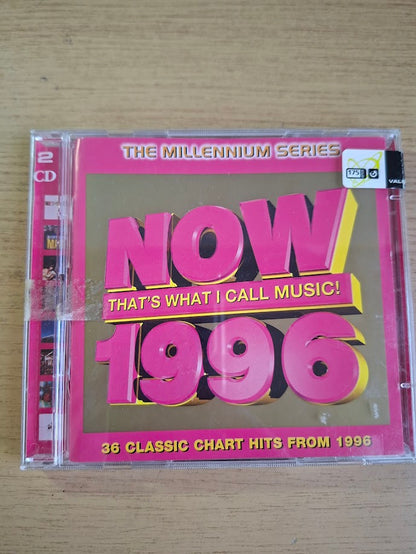 THE MILLENNIUM SERIES
2
CD
NOW
THAT'S WHAT I CALL MUSIC!
1996
36 CLASSIC CHART HITS FROM 1996